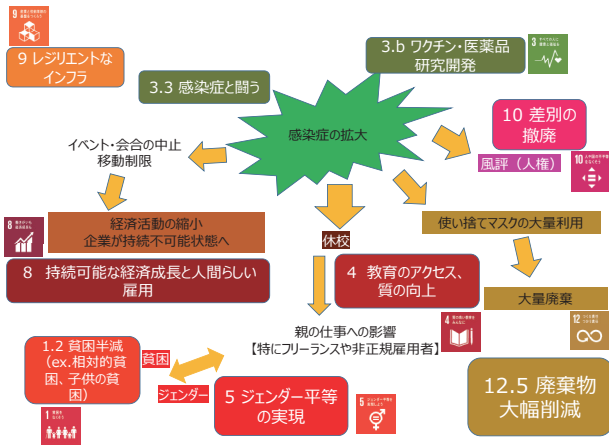 9
9 レジリエントな
インフラ
3.3 感染症と闘う
3.b ワクチン・医薬品
研究開発
3
感染症の拡大
10 差別の
撤廃
風評（人権）
10
イベント・会合の中止
移動制限
8
経済活動の縮小
企業が持続不可能状態へ
8 持続可能な経済成長と人間らしい
雇用
休校
4 教育のアクセス、
質の向上
4
使い捨てマスクの大量利用
大量廃棄
12
親の仕事への影響
【特にフリーランスや非正規雇用者】
1.2 貧困半減
（ex.相対的貧
困、子供の貧
困）
貧困
ジェンダー
1
5 ジェンダー平等
の実現
5
12.5 廃棄物
大幅削減